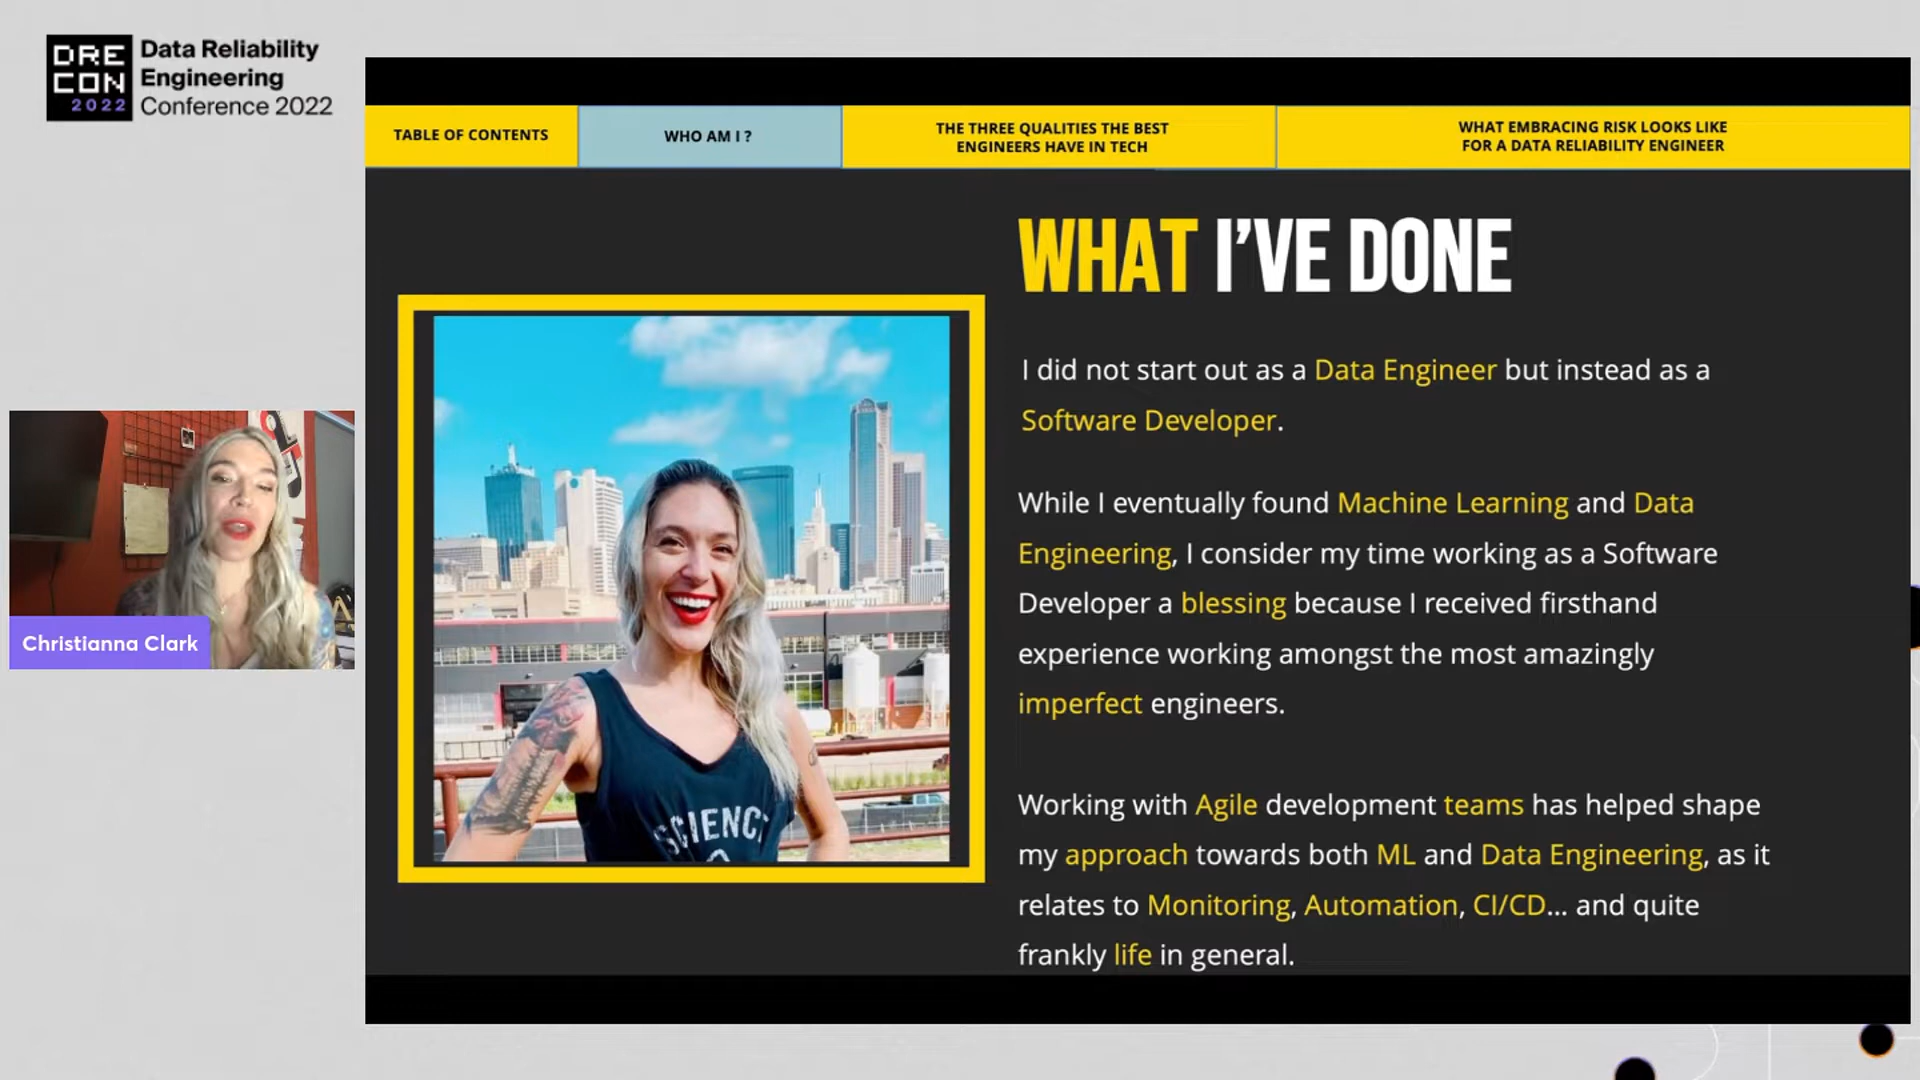 DRE
CON
2022
Data Reliability
Engineering
Conference 2022
TABLE OF CONTENTS
WHO AM I ?
THE THREE QUALITIES THE BEST
ENGINEERS HAVE IN TECH
WHAT EMBRACING RISK LOOKS LIKE
FOR A DATA RELIABILITY ENGINEER
WHAT I'VE DONE
I did not start out as a Data Engineer but instead as a
Software Developer.
While I eventually found Machine Learning and Data
Engineering, I consider my time working as a Software
Developer a blessing because I received firsthand
experience working amongst the most amazingly
imperfect engineers.
Working with Agile development teams has helped shape
my approach towards both ML and Data Engineering, as it
relates to Monitoring, Automation, CI/CD... and quite
frankly life in general.
SCIENC
Christianna Clark